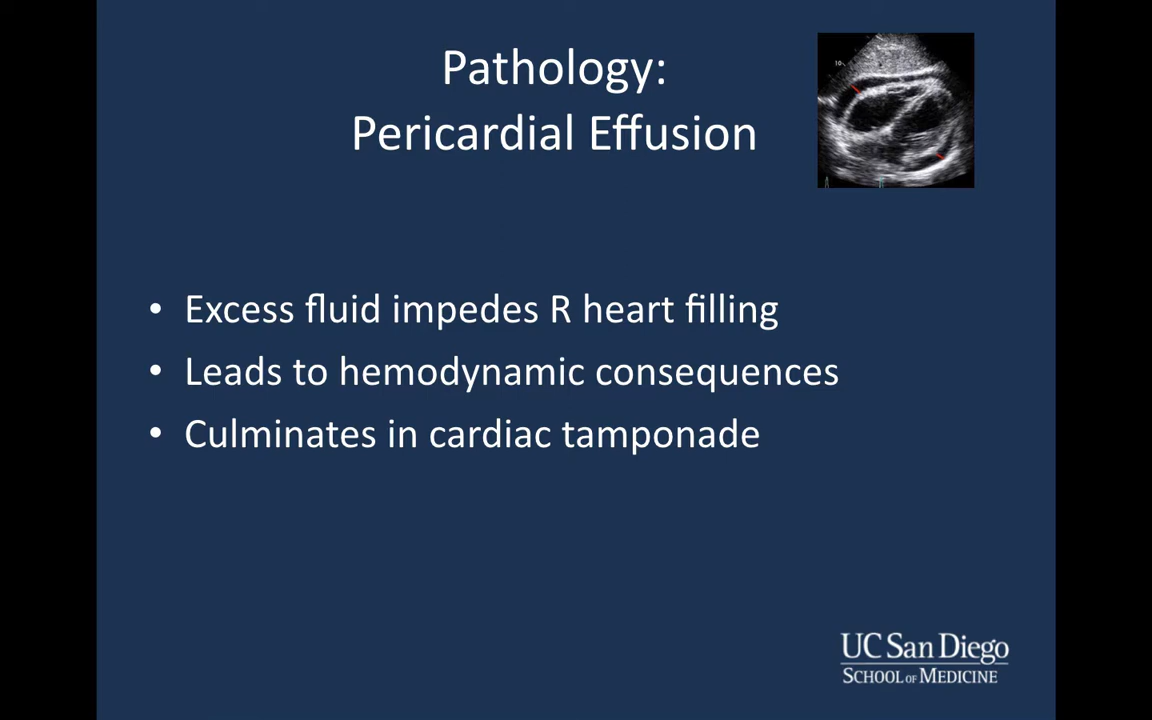 Pathology:
Pericardial Effusion
10
• Excess fluid impedes R heart filling
• Leads to hemodynamic consequences
• Culminates in cardiac tamponade
UC San Diego
SCHOOL OF MEDICINE